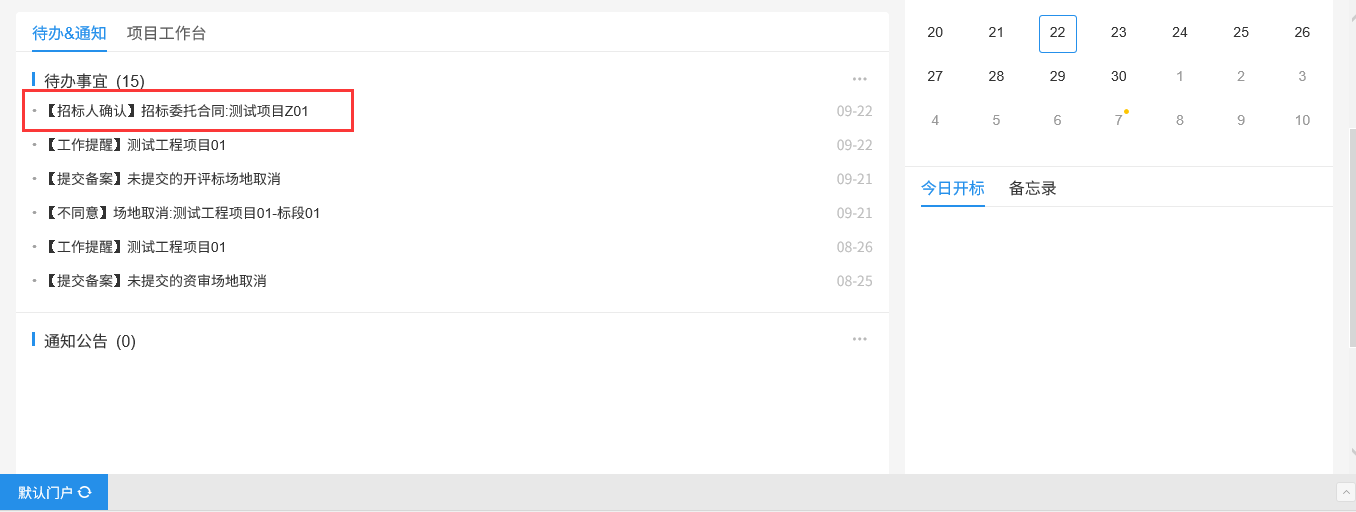 待办&通知 项目工作台
待办事宜 (15)
【招标人确认】招标委托合同:测试项目Z01 09-22
【工作提醒】测试工程项目01 09-22
【提交备案】未提交的开评标场地取消 09-21
【不同意】场地取消:测试工程项目01-标段01 09-21
【工作提醒】测试工程项目01 08-26
【提交备案】未提交的资审场地取消 08-25
通知公告 (0)
20 21 22 23 24 25 26
27 28 29 30 1 2 3
4 5 6 7 8 9 10
今日开标 备忘录
默认门户